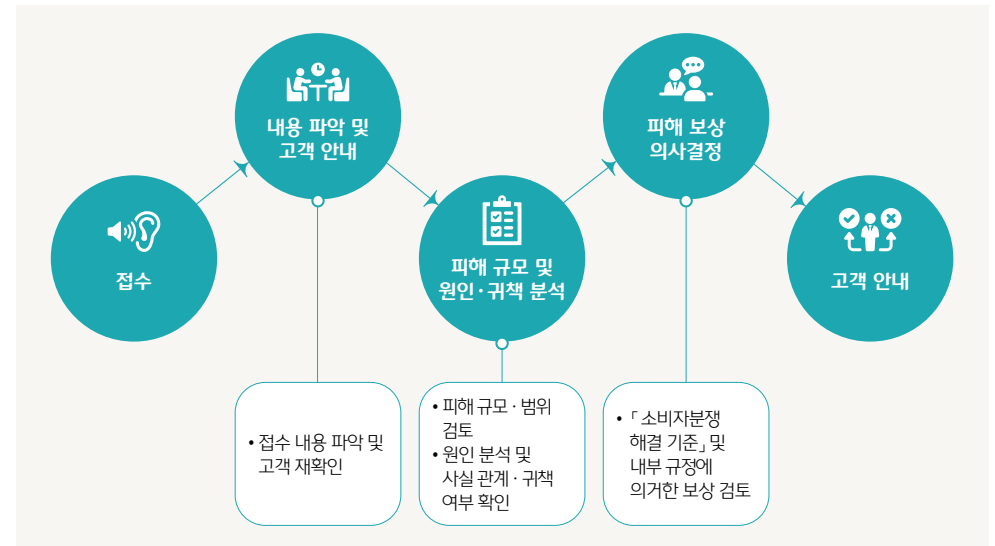 접수
내용 파악 및
고객 안내
피해 규모 및
원인·귀책 분석
피해 보상
의사결정
고객 안내
• 접수 내용 파악 및
고객 재확인
• 피해 규모 · 범위
검토
• 원인 분석 및
사실 관계 · 귀책
여부 확인
• 「소비자분쟁
해결 기준」 및
내부 규정에
의거한 보상 검토